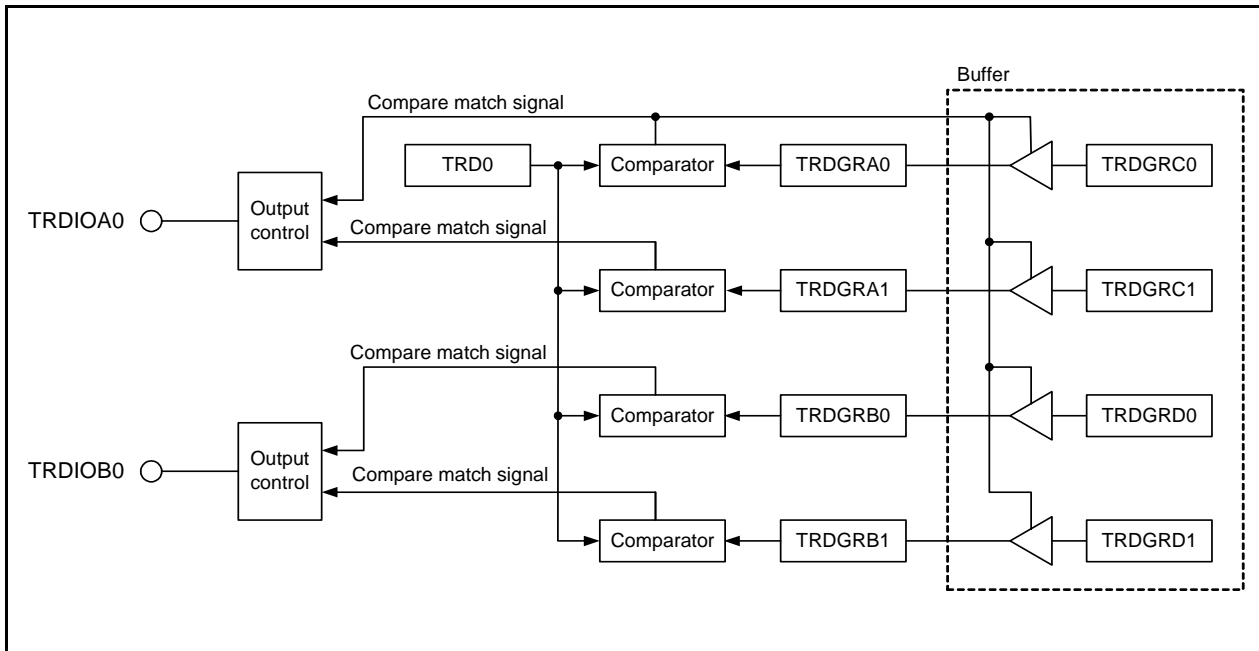 Buffer
Compare match signal
TRD0
Comparator
TRDGRA0
TRDGRC0
TRDIOA0
Output
control
Compare match signal
Comparator
TRDGRA1
TRDGRC1
Compare match signal
Comparator
TRDGRB0
TRDGRD0
TRDIOB0
Output
control
Compare match signal
Comparator
TRDGRB1
TRDGRD1